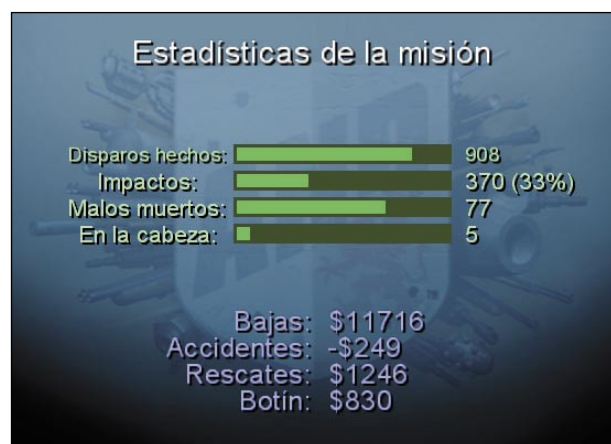 Estadísticas de la misión
Disparos hechos: 908
Impactos: 370 (33%)
Malos muertos: 77
En la cabeza: 5
Bajas: $11716
Accidentes: -$249
Rescates: $1246
Botín: $830